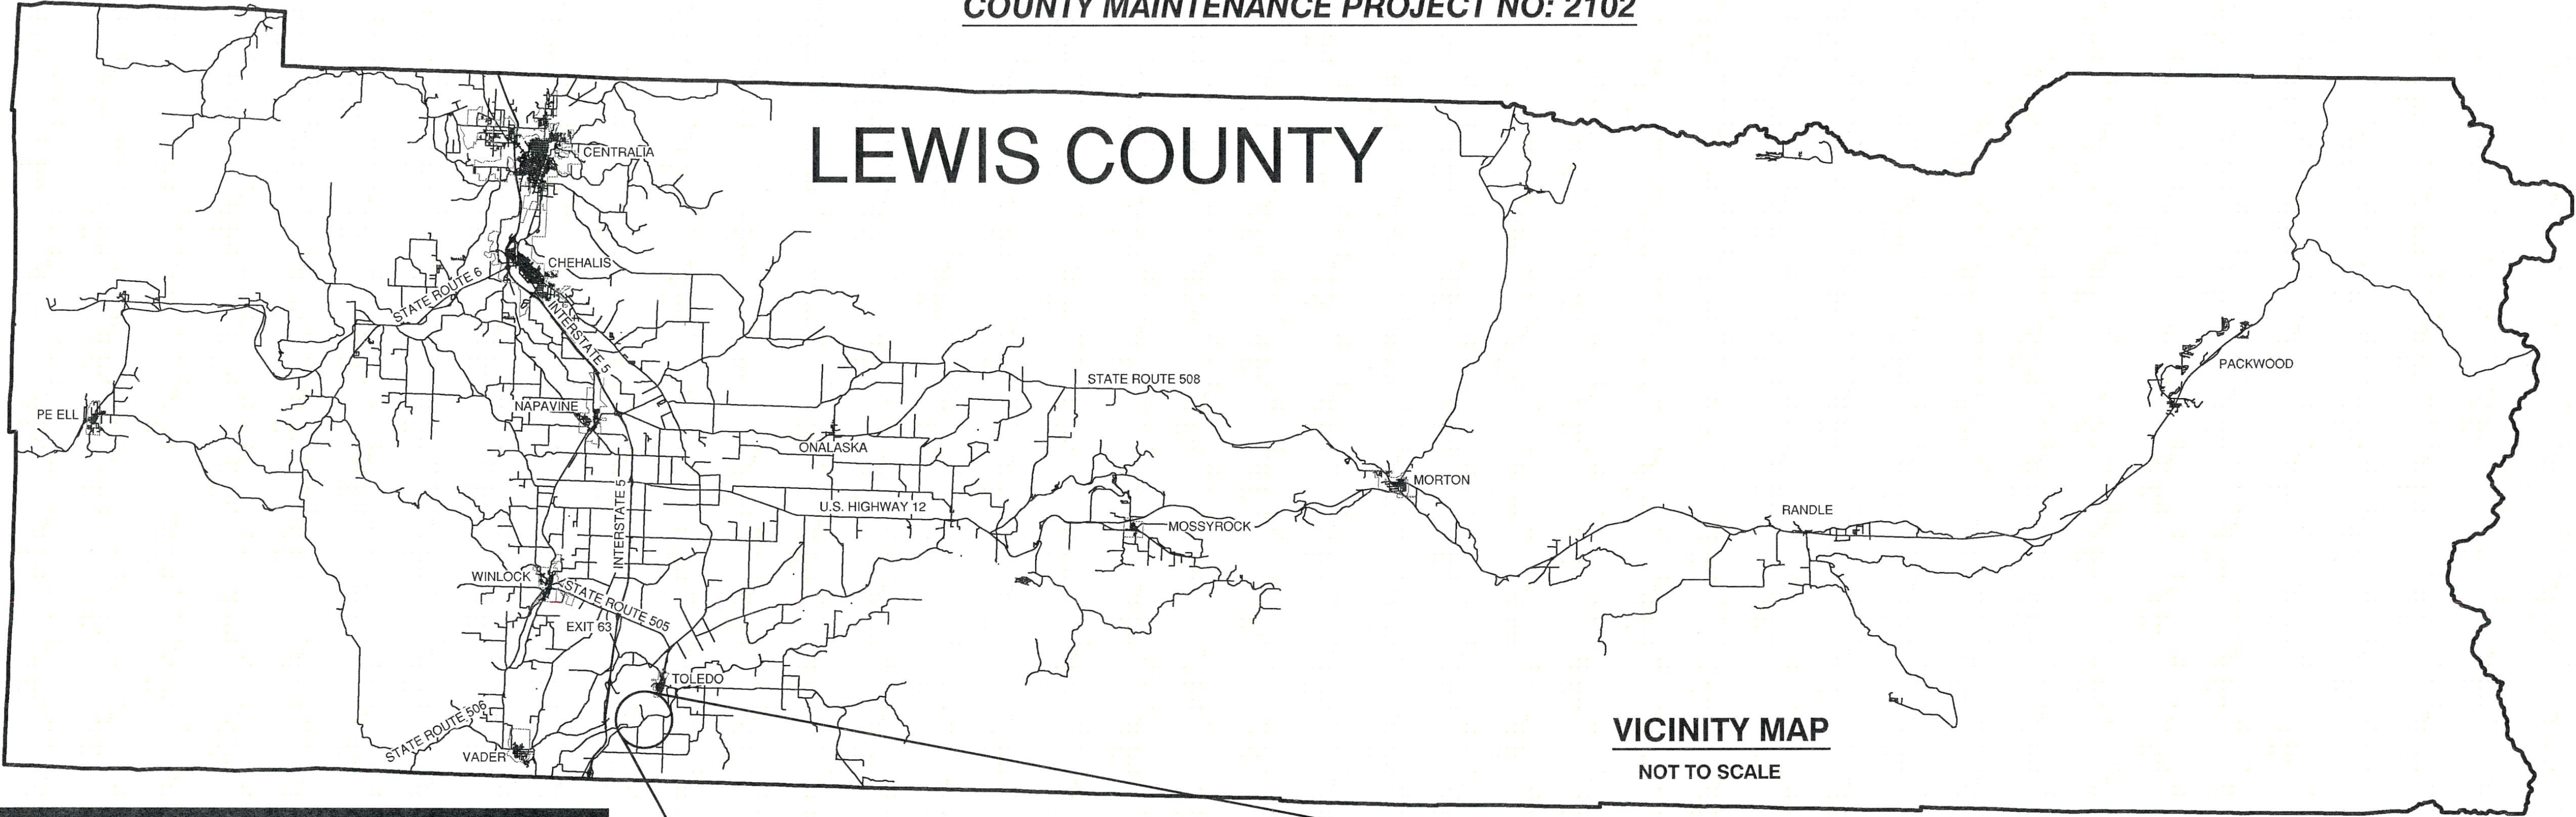 COUNTY MAINTENANCE PROJECT NO: 2102
LEWIS COUNTY
CENTRALIA
CHEHALIS
STATE ROUTE 6
INTERSTATE 5
STATE ROUTE 508
PACKWOOD
NAPAVINE
PE ELL
ONALASKA
MORTON
INTERSTATE 5
U.S. HIGHWAY 12
RANDLE
MOSSYROCK
WINLOCK
STATE ROUTE 505
EXIT 63
TOLEDO
STATE ROUTE 506
VADER
VICINITY MAP
NOT TO SCALE